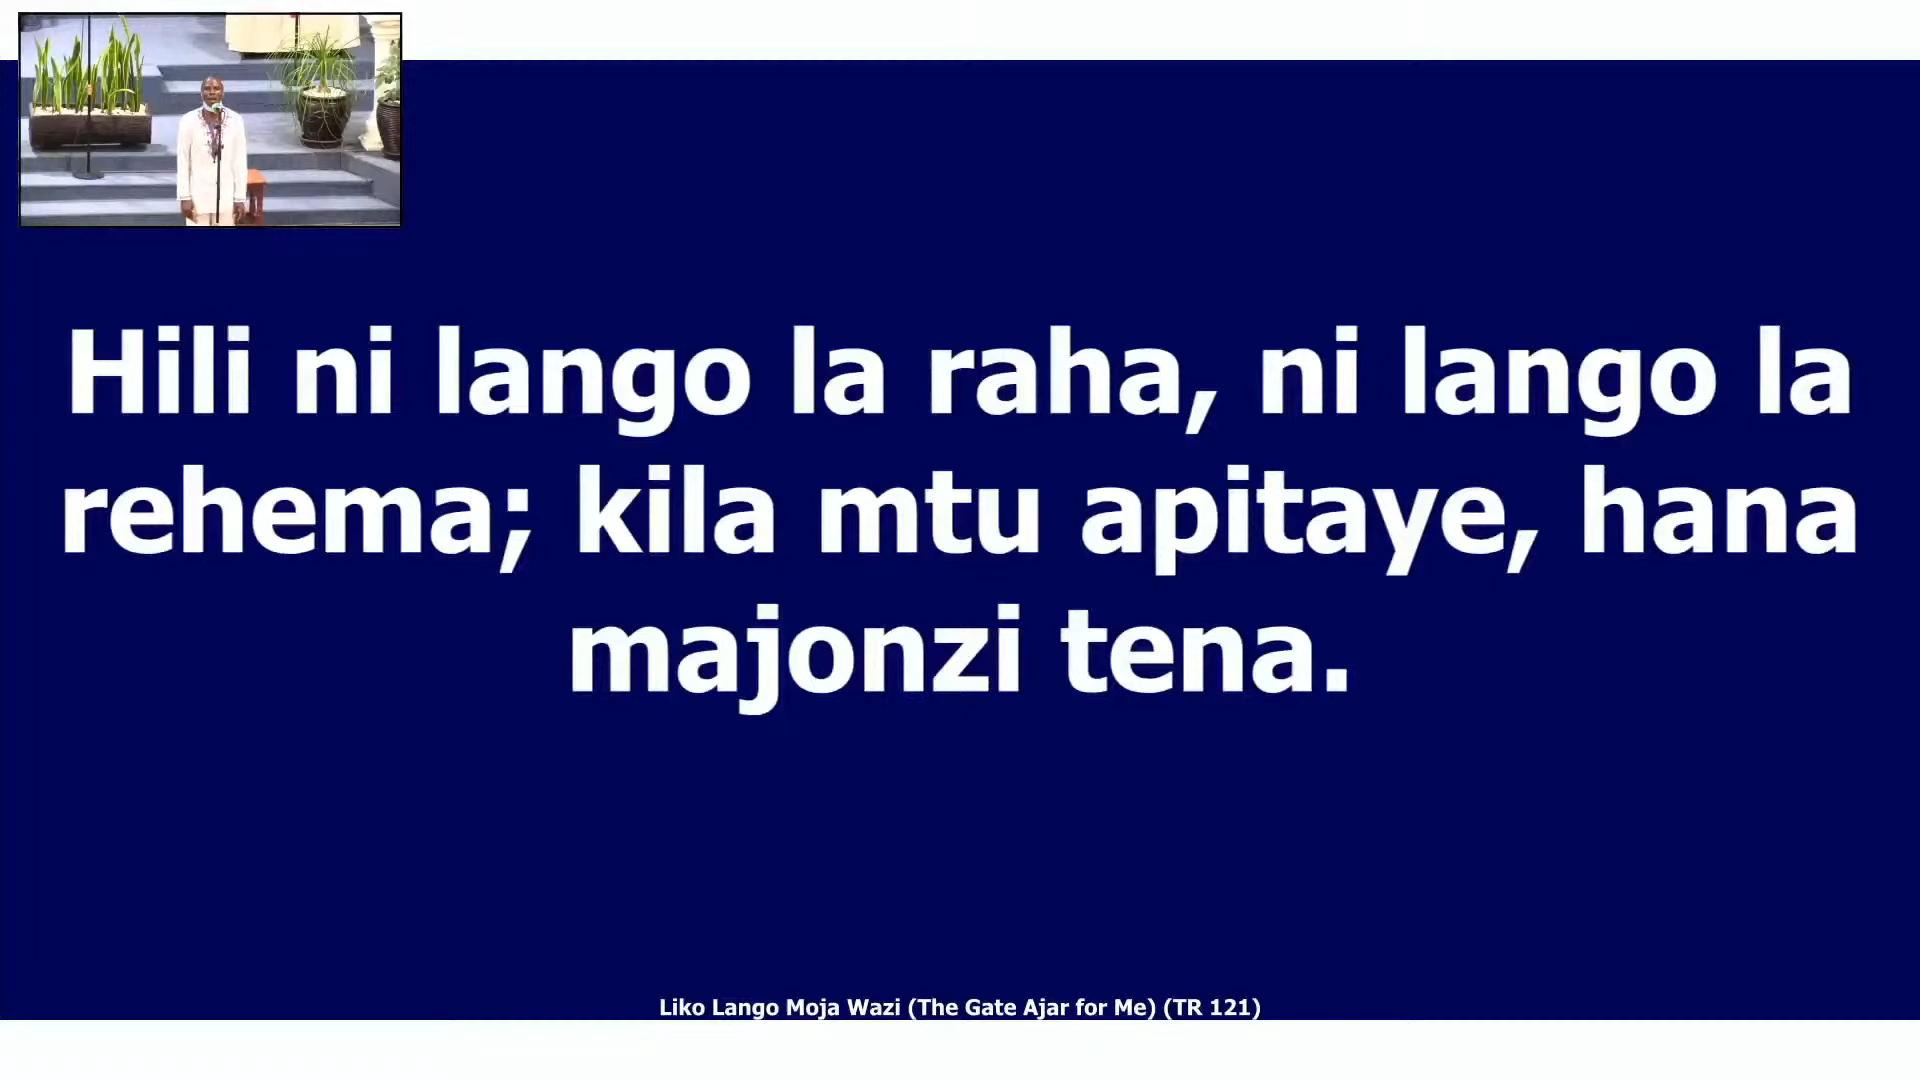 Hili ni lango la raha, ni lango la
rehema; kila mtu apitaye, hana
majonzi tena.
Liko Lango Moja Wazi (The Gate Ajar for Me) (TR 121)